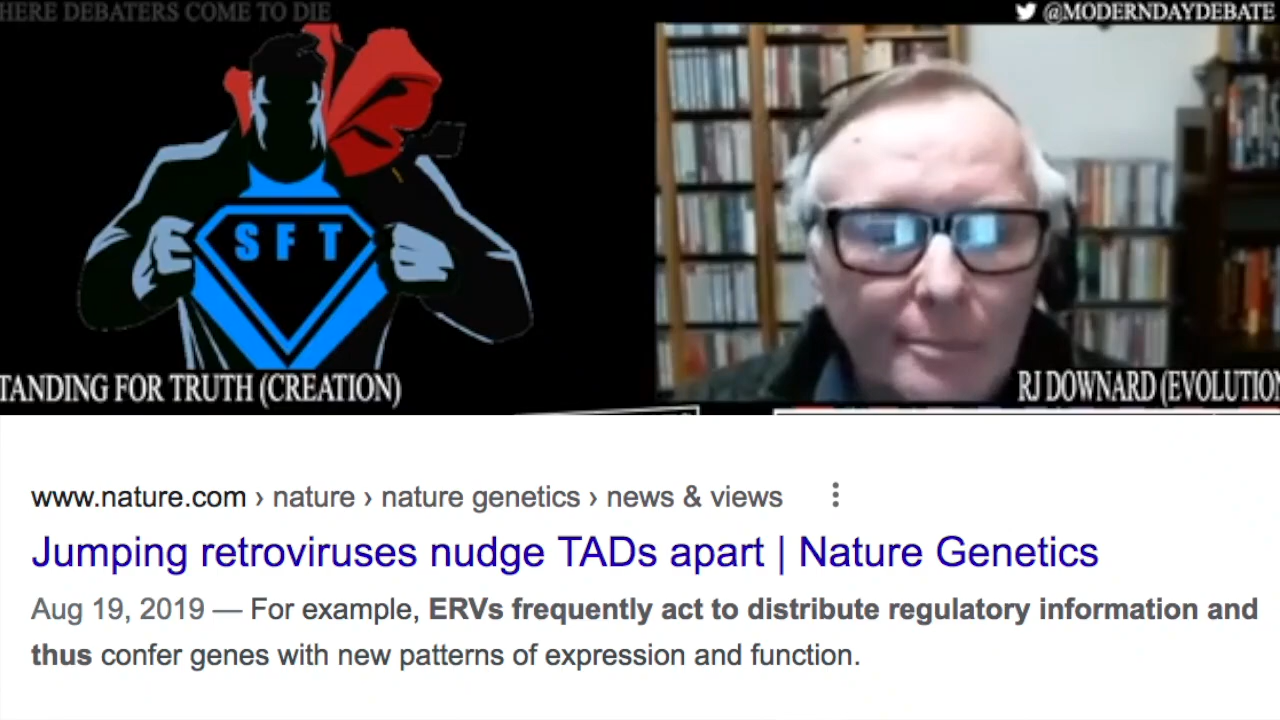 HERE DEBATERS COME TO DIE
@MODERNDAYDEBATE
SFT
TANDING FOR TRUTH (CREATION)
RJ DOWNARD (EVOLUTION
www.nature.com › nature › nature genetics › news & views
Jumping retroviruses nudge TADs apart | Nature Genetics
Aug 19, 2019 — For example, ERVs frequently act to distribute regulatory information and
thus confer genes with new patterns of expression and function.